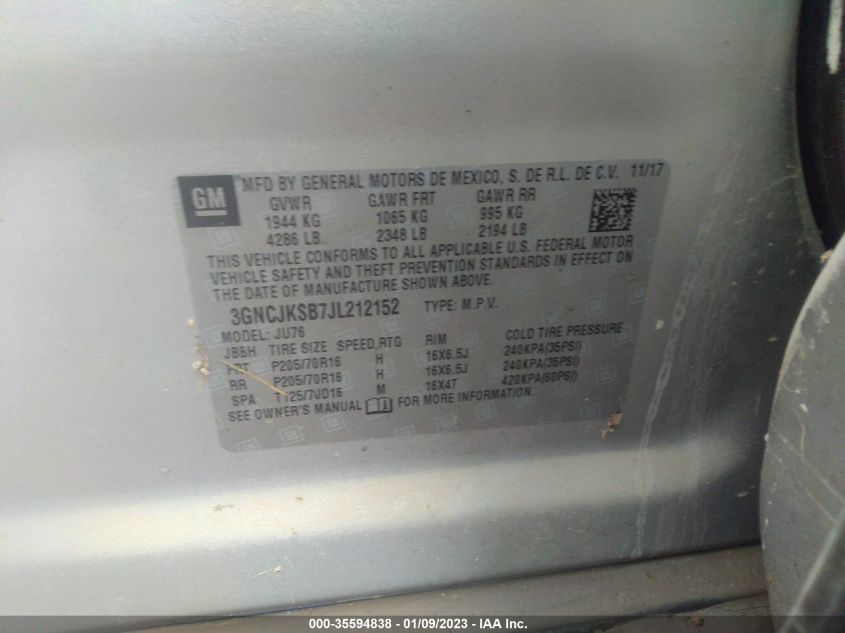 GM
MFD BY GENERAL MOTORS DE MEXICO, S. DE R.L. DE C.V. 11/17
GVWR GAWR FRT GAWR RR
1944 KG 1065 KG 995 KG
4286 LB 2348 LB 2194 LB
THIS VEHICLE CONFORMS TO ALL APPLICABLE U.S. FEDERAL MOTOR
VEHICLE SAFETY AND THEFT PREVENTION STANDARDS IN EFFECT ON
THE DATE OF MANUFACTURE SHOWN ABOVE.
3GNCJKSB7JL212152 TYPE: M.P.V.
MODEL: JU76
JBBH TIRE SIZE SPEED.RTG RIM COLD TIRE PRESSURE
FRT P205/70R16 H 16X6.5J 240KPA(35PSI)
RR P205/70R16 H 16X6.5J 240KPA(35PSI)
SPA T125/70D16 M 16X4T 420KPA(60PSI)
SEE OWNER'S MANUAL FOR MORE INFORMATION.
000-35594838 - 01/09/2023 - IAA Inc.